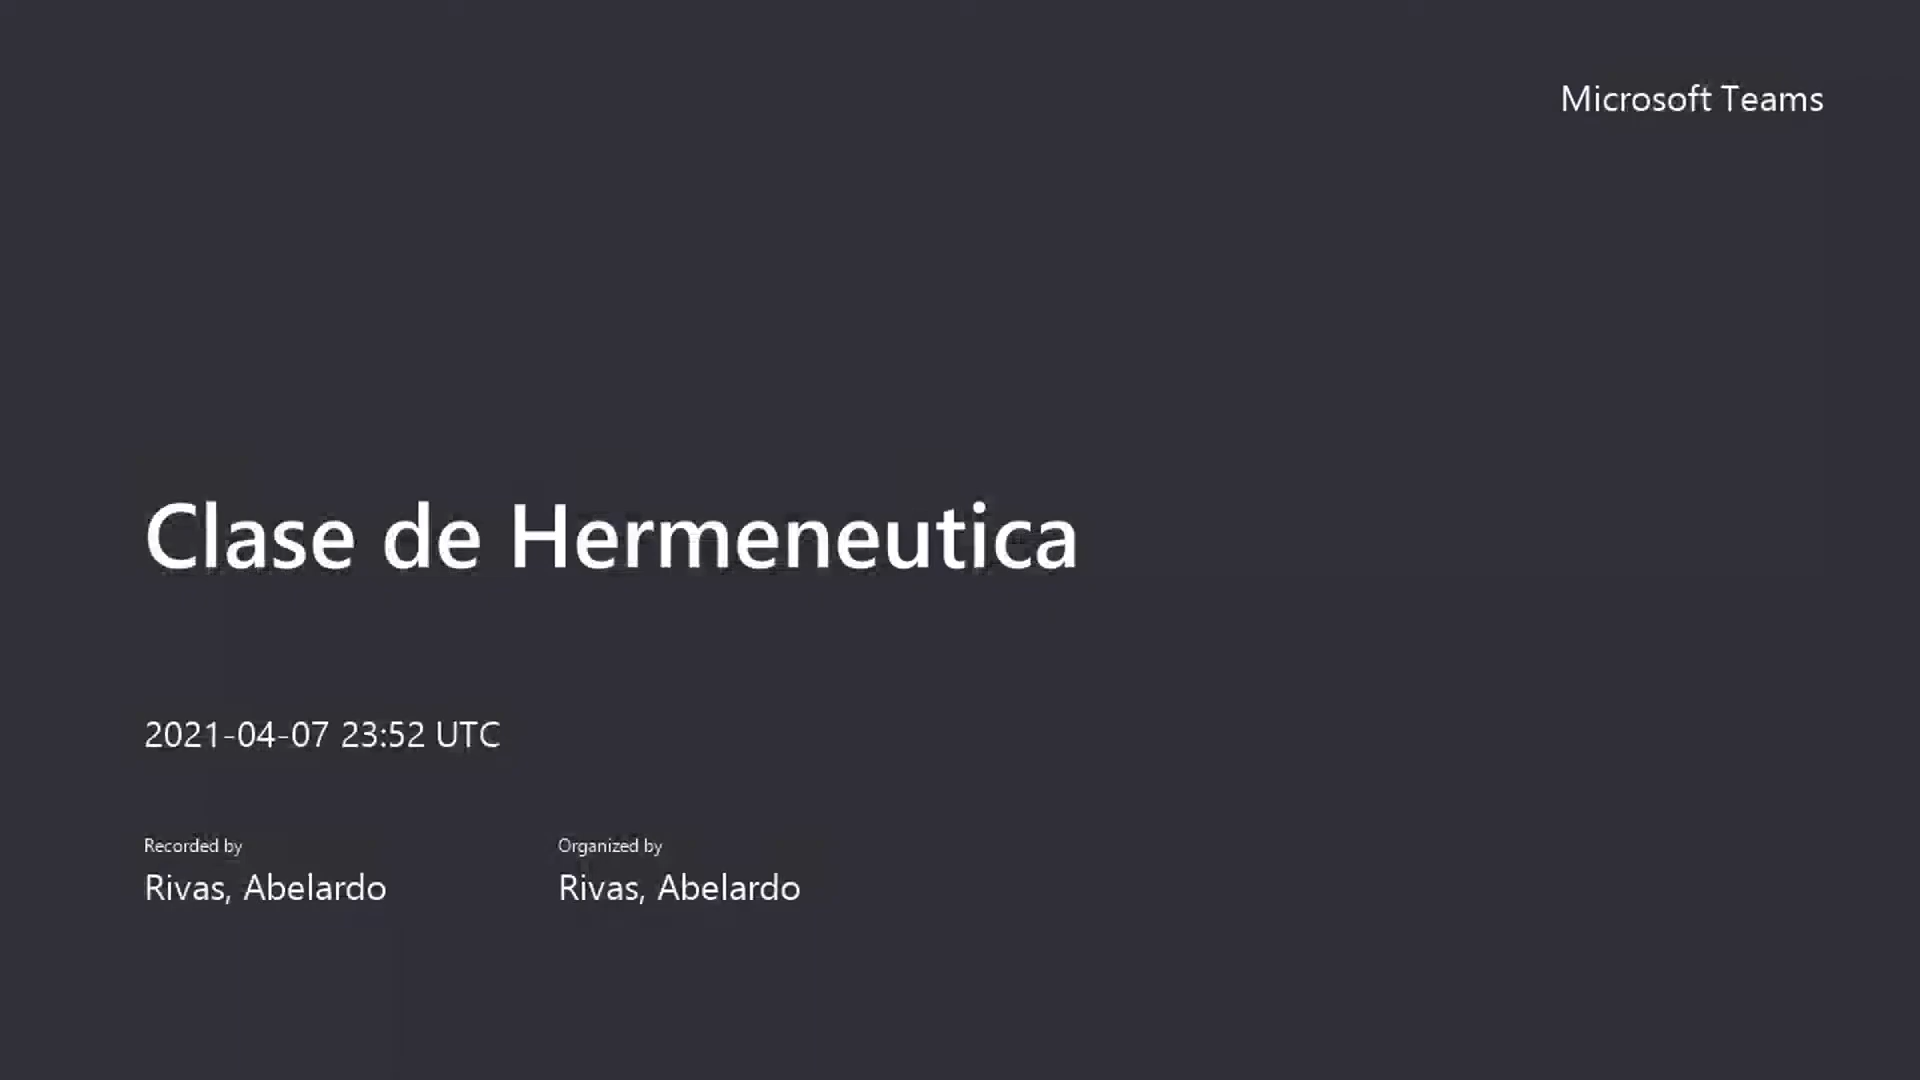 Microsoft Teams
Clase de Hermeneutica
2021-04-07 23:52 UTC
Recorded by
Rivas, Abelardo
Organized by
Rivas, Abelardo